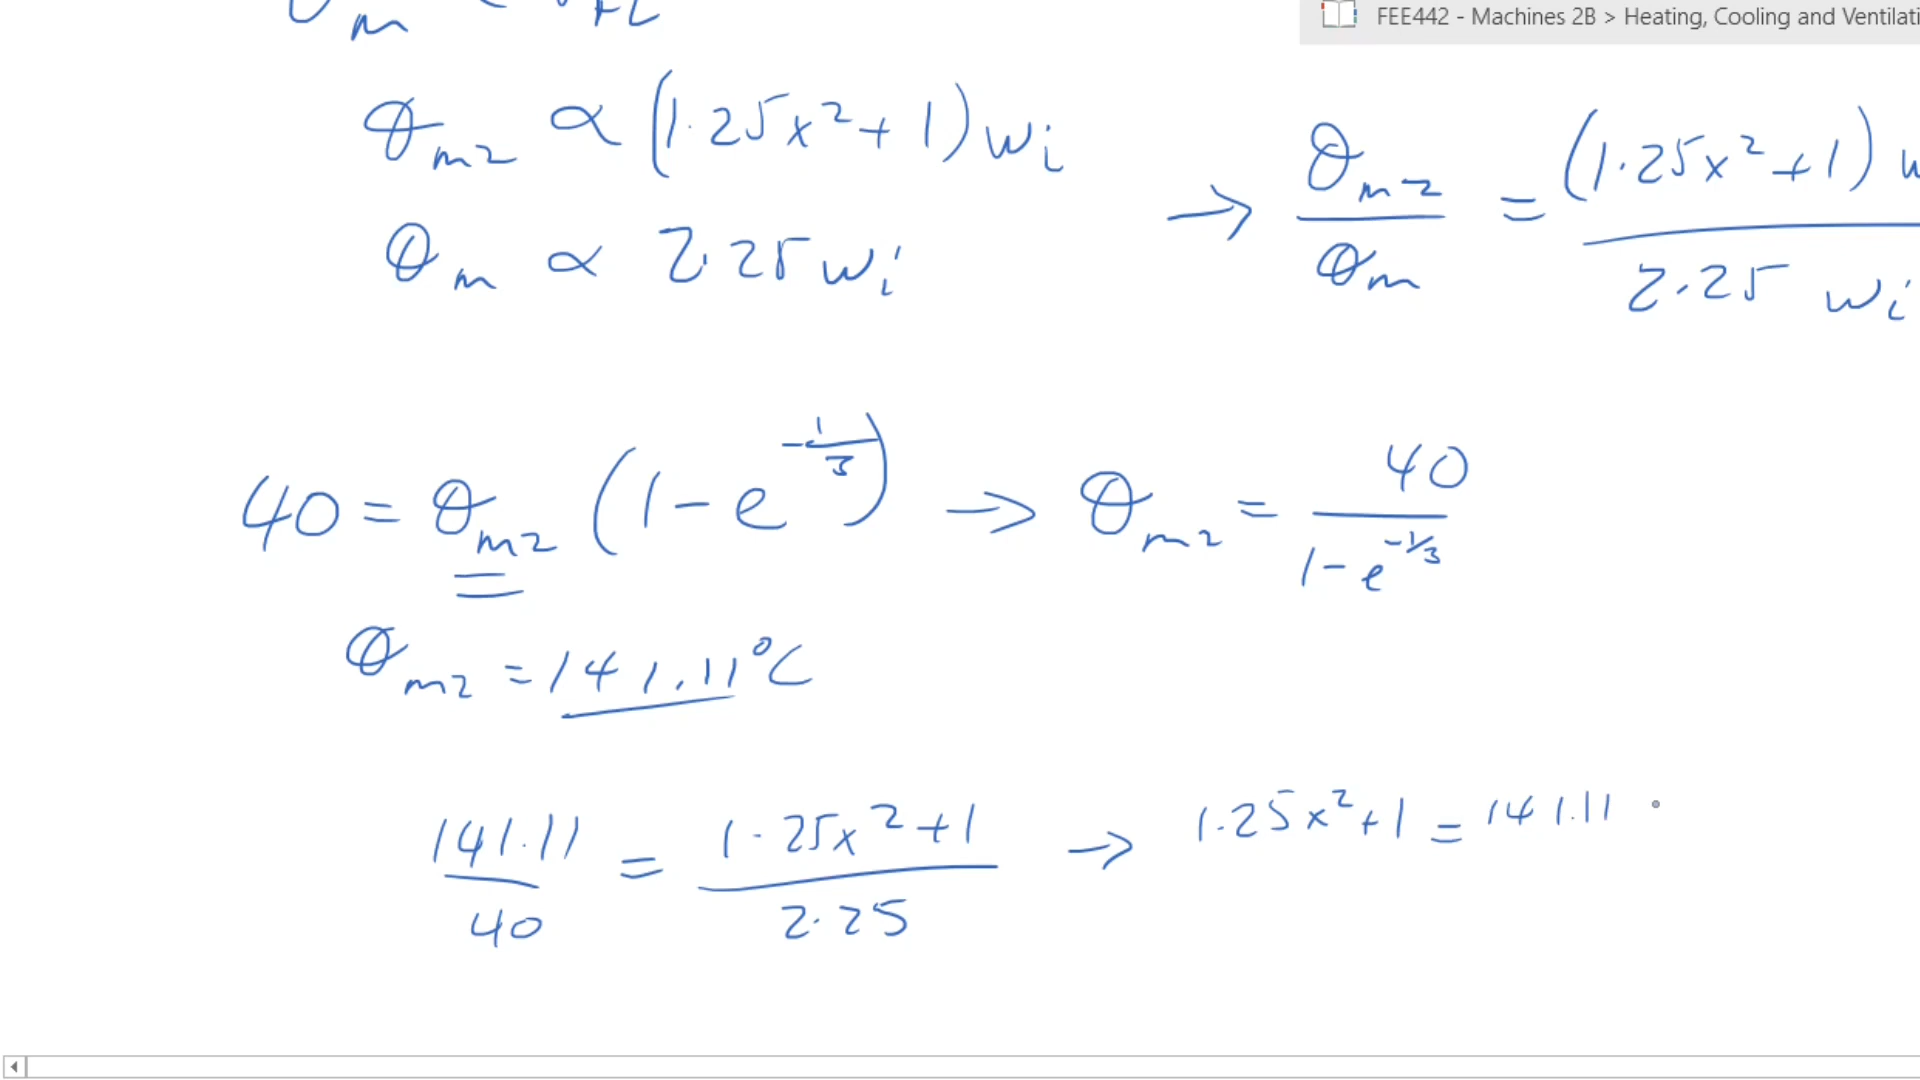 FEE442 - Machines 2B > Heating, Cooling and Ventilati
θm2 ∝ (1.25x²+1)wi
→ θm2/θm = (1.25x²+1) w / 2.25 wi
θm ∝ 2.25wi
40 = θm2 (1-e^-1/3) → θm2 = 40/(1-e^-1/3)
θm2 = 141.11°C
141.11/40 = (1.25x²+1)/2.25 → 1.25x²+1 = 141.11